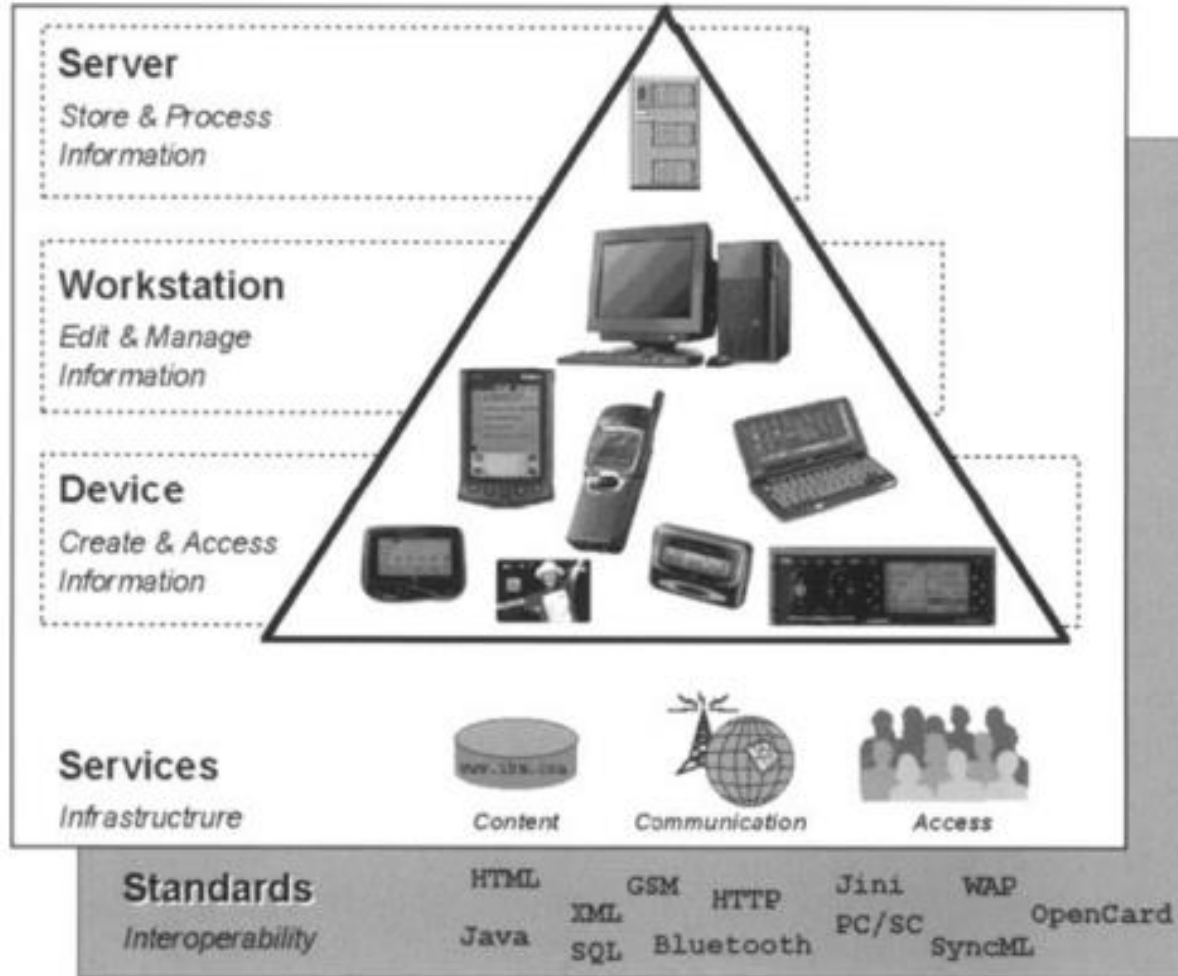 Server
Store & Process
Information
Workstation
Edit & Manage
Information
Device
Create & Access
Information
Services
Infrastructrure
www.ibm.com
Content
Communication
Access
Standards
Interoperability
HTML
GSM
HTTP
Jini
WAP
XML
OpenCard
Java
SQL
Bluetooth
PC/SC
SyncML